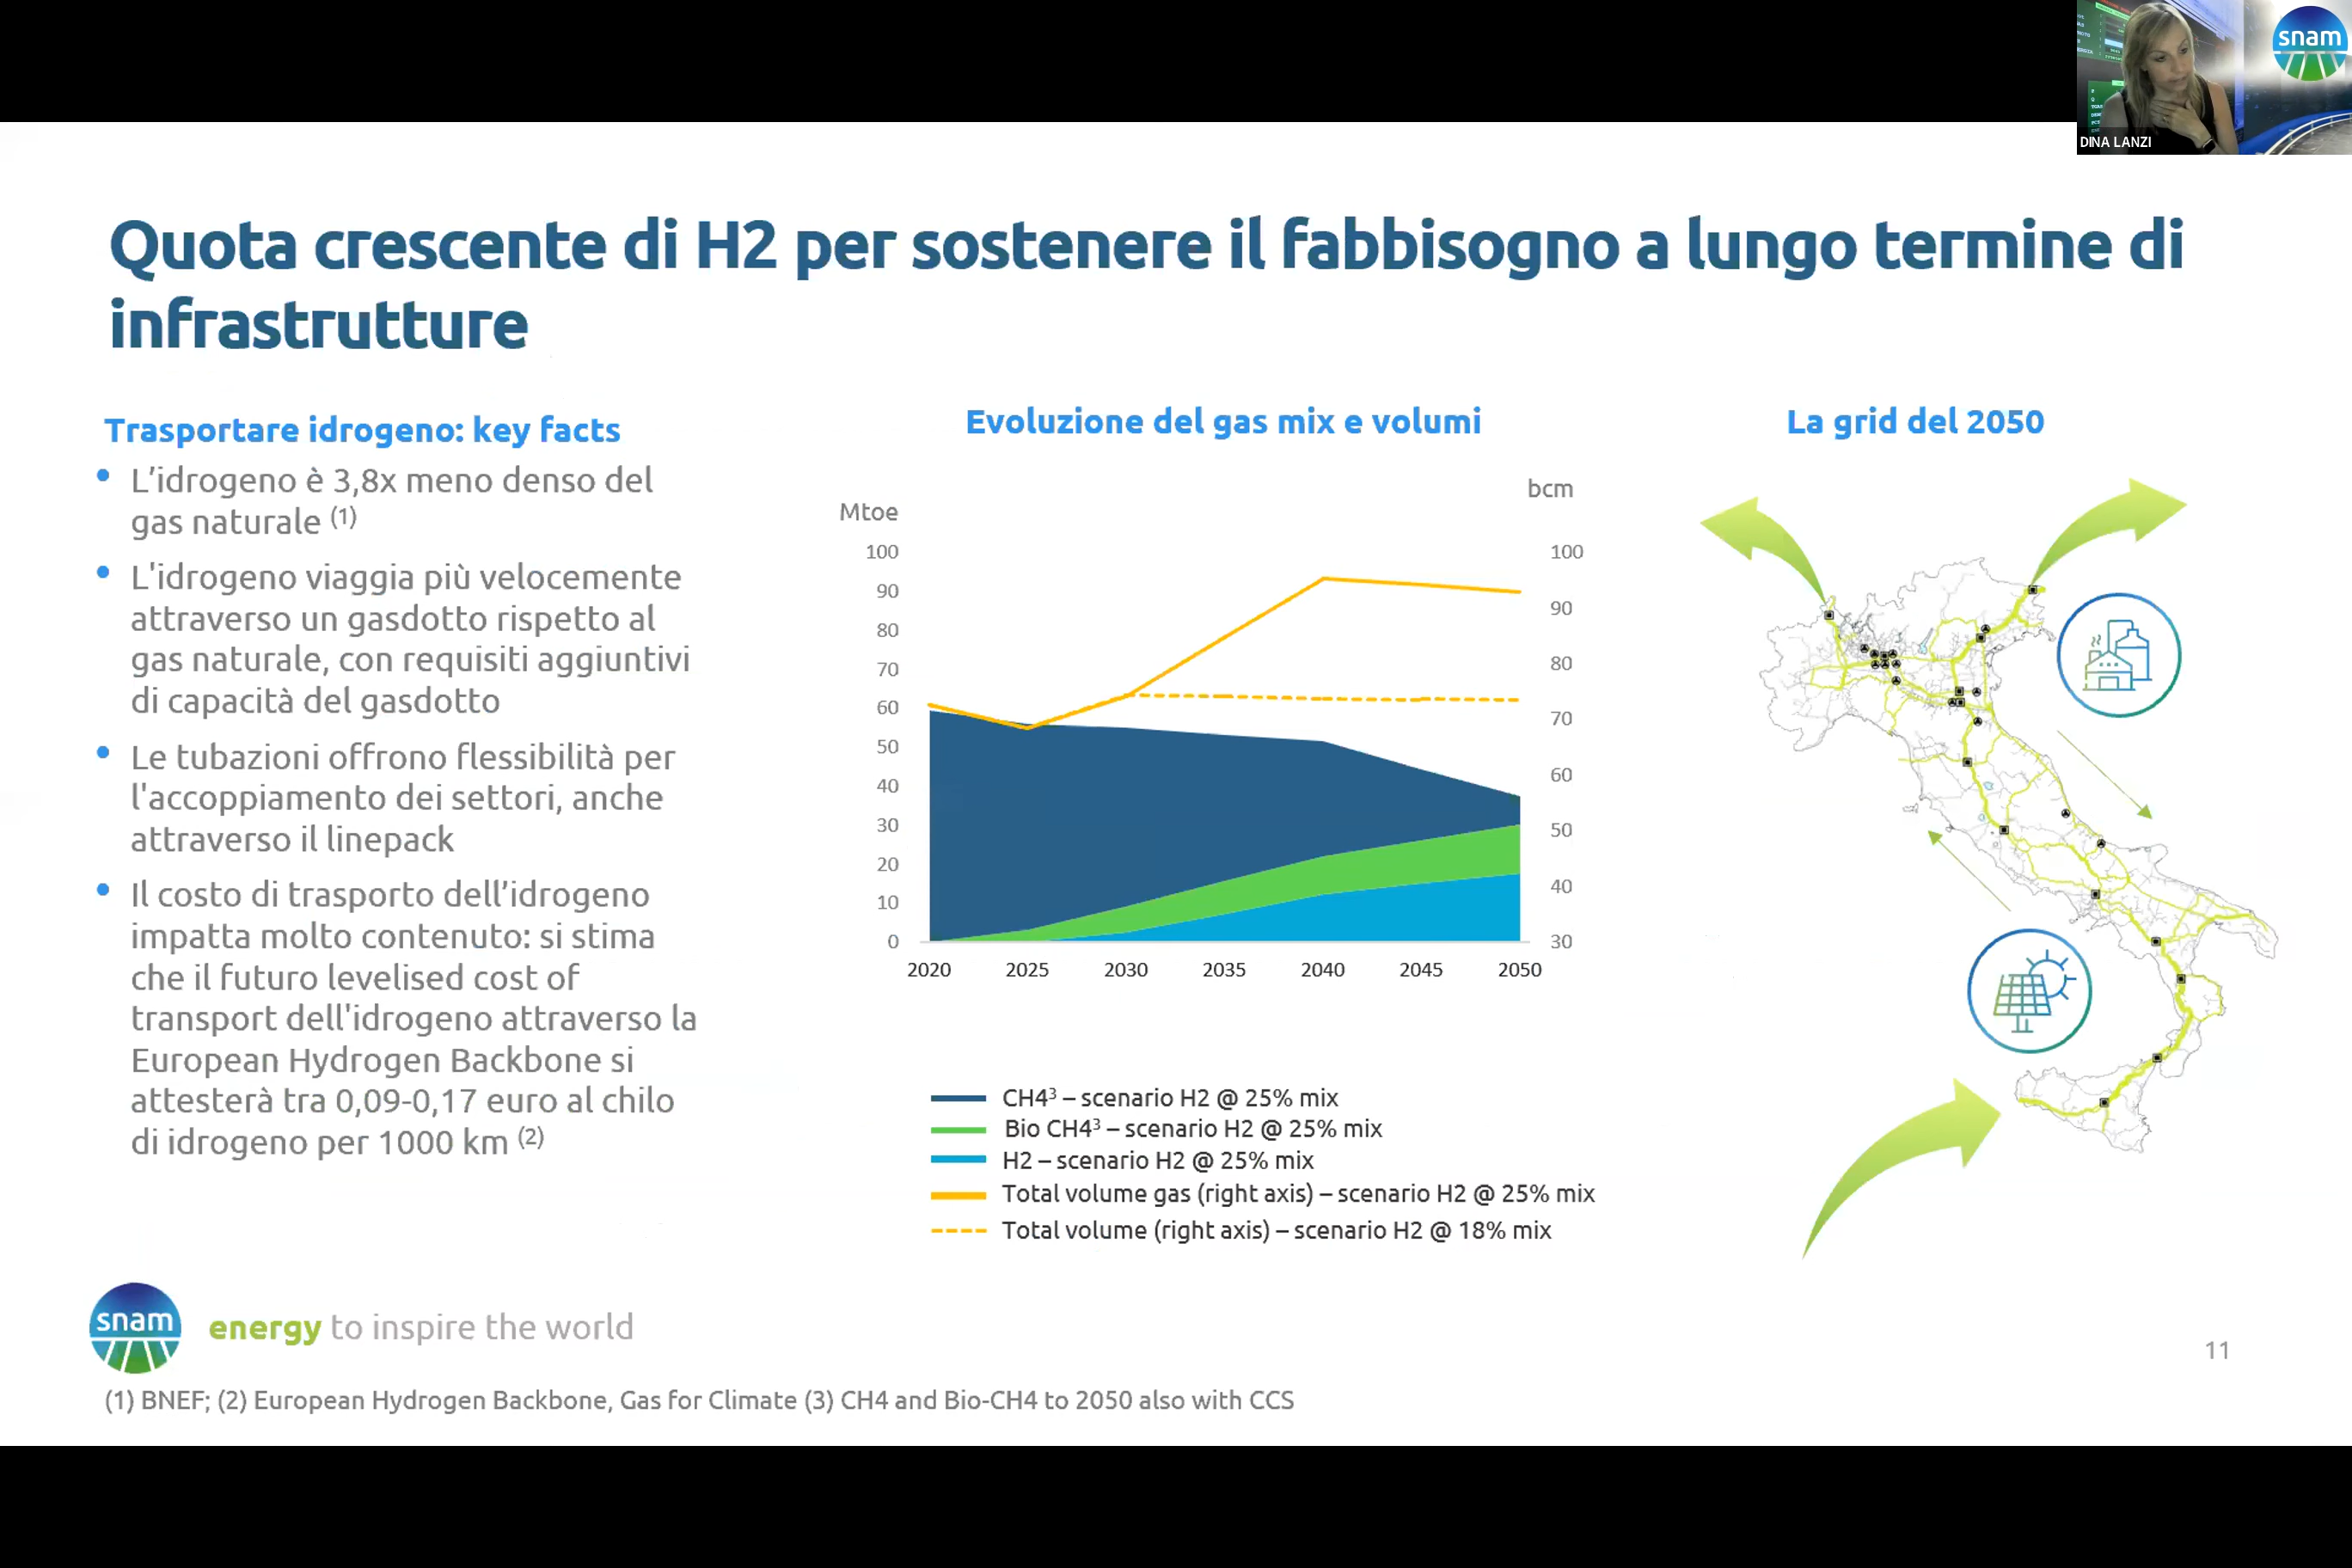 snam
DINA LANZI
Quota crescente di H2 per sostenere il fabbisogno a lungo termine di
infrastrutture
Trasportare idrogeno: key facts
• L’idrogeno è 3,8x meno denso del
gas naturale (1)
• L'idrogeno viaggia più velocemente
attraverso un gasdotto rispetto al
gas naturale, con requisiti aggiuntivi
di capacità del gasdotto
• Le tubazioni offrono flessibilità per
l'accoppiamento dei settori, anche
attraverso il linepack
• Il costo di trasporto dell’idrogeno
impatta molto contenuto: si stima
che il futuro levelised cost of
transport dell'idrogeno attraverso la
European Hydrogen Backbone si
attesterà tra 0,09-0,17 euro al chilo
di idrogeno per 1000 km (2)
Evoluzione del gas mix e volumi
Mtoe
100
90
80
70
60
50
40
30
20
10
0
bcm
100
90
80
70
60
50
40
30
2020 2025 2030 2035 2040 2045 2050
CH4³ – scenario H2 @ 25% mix
Bio CH4³ – scenario H2 @ 25% mix
H2 – scenario H2 @ 25% mix
Total volume gas (right axis) – scenario H2 @ 25% mix
Total volume (right axis) – scenario H2 @ 18% mix
La grid del 2050
snam
energy to inspire the world
11
(1) BNEF; (2) European Hydrogen Backbone, Gas for Climate (3) CH4 and Bio-CH4 to 2050 also with CCS